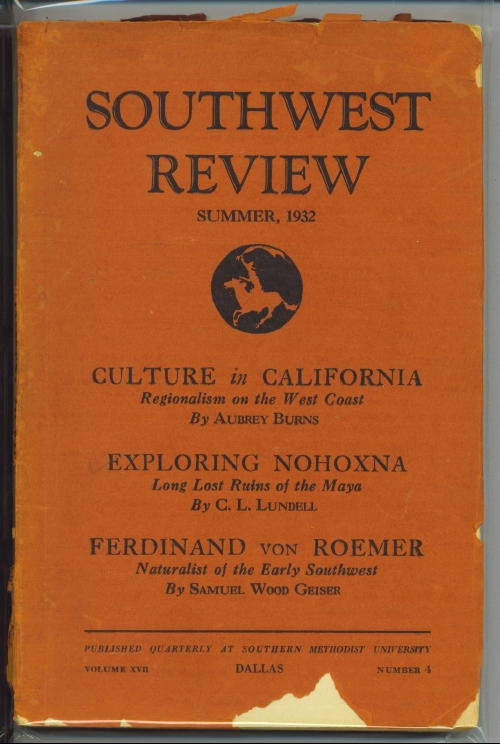 SOUTHWEST
REVIEW
SUMMER, 1932
CULTURE in CALIFORNIA
Regionalism on the West Coast
By AUBREY BURNS
EXPLORING NOHOXNA
Long Lost Ruins of the Maya
By C. L. LUNDELL
FERDINAND VON ROEMER
Naturalist of the Early Southwest
By SAMUEL WOOD GEISER
PUBLISHED QUARTERLY AT SOUTHERN METHODIST UNIVERSITY
VOLUME XVII DALLAS NUMBER 4